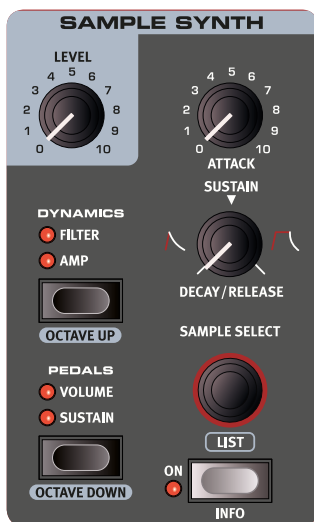 SAMPLE SYNTH
LEVEL
0 1 2 3 4 5 6 7 8 9 10
0 1 2 3 4 5 6 7 8 9 10
ATTACK
SUSTAIN
DECAY/RELEASE
DYNAMICS
FILTER
AMP
OCTAVE UP
SAMPLE SELECT
LIST
PEDALS
VOLUME
SUSTAIN
OCTAVE DOWN
ON
INFO